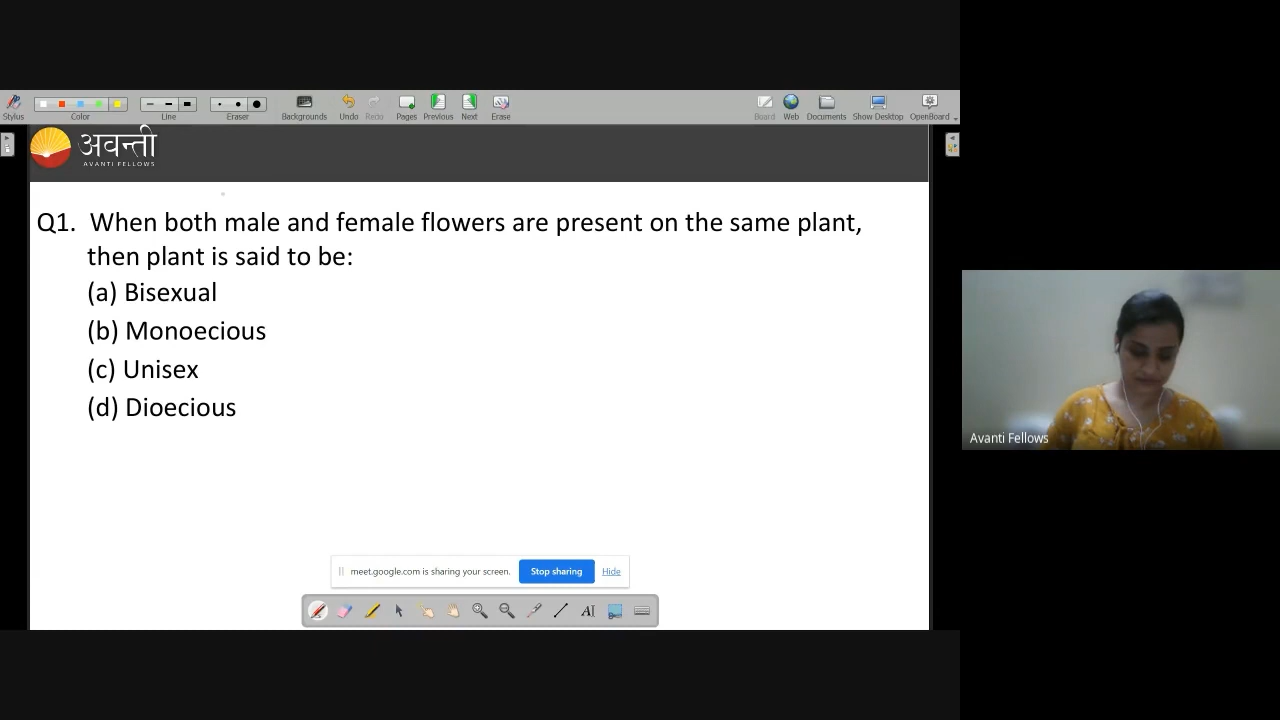 Stylus
Color
Line
Eraser
Backgrounds
Undo
Redo
Pages
Previous
Next
Erase
Board
Web
Documents
Show Desktop
OpenBoard
अवन्ती
AVANTI FELLOWS
Q1. When both male and female flowers are present on the same plant,
then plant is said to be:
(a) Bisexual
(b) Monoecious
(c) Unisex
(d) Dioecious
Avanti Fellows
meet.google.com is sharing your screen. Stop sharing Hide
AI